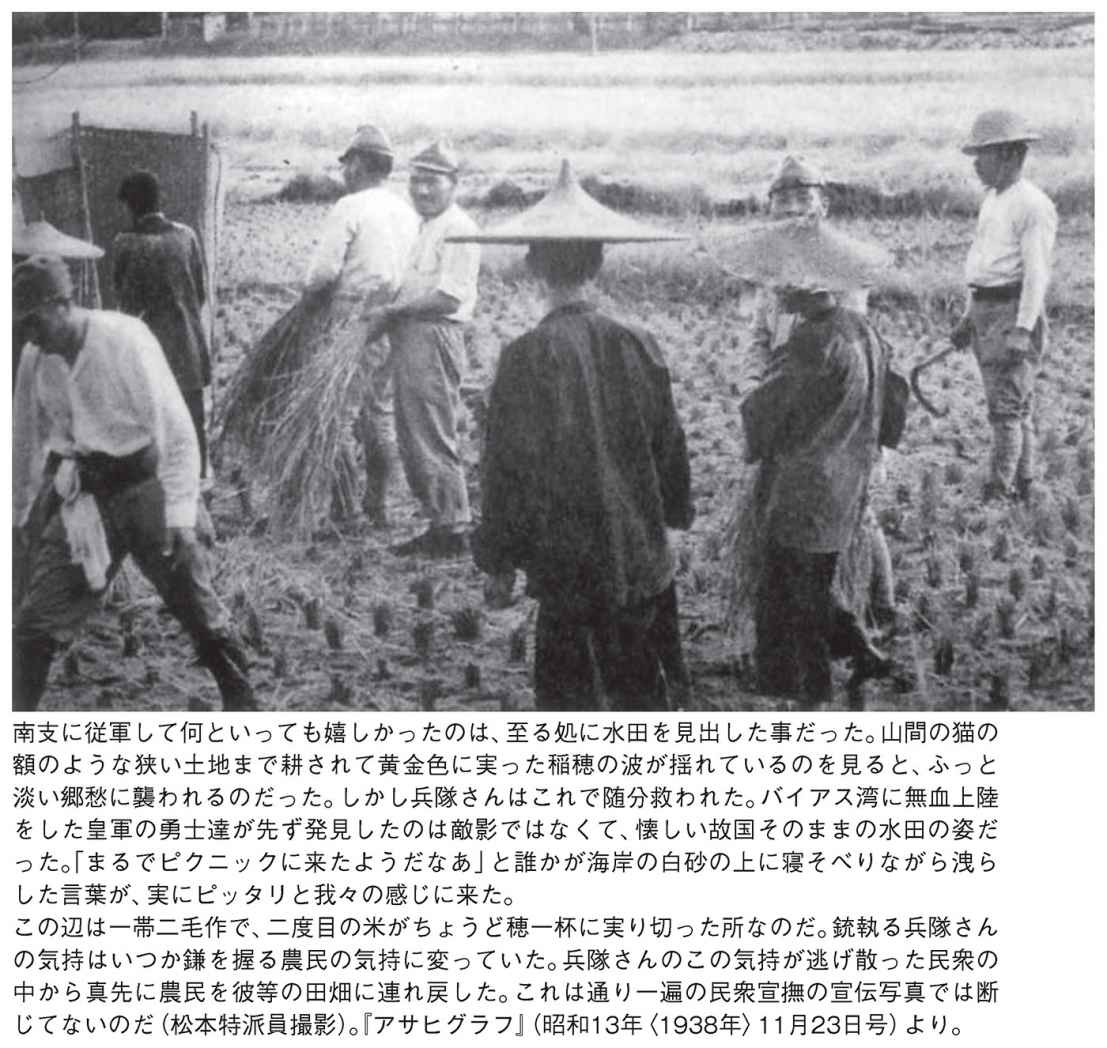 南支に従軍して何といっても嬉しかったのは、至る処に水田を見出した事だった。山間の猫の
額のような狭い土地まで耕されて黄金色に実った稲穂の波が揺れているのを見ると、ふっと
淡い郷愁に襲われるのだった。しかし兵隊さんはこれで随分救われた。バイアス湾に無血上陸
をした皇軍の勇士達が先ず発見したのは敵影ではなくて、懐しい故国そのままの水田の姿だ
った。「まるでピクニックに来たようだなあ」と誰かが海岸の白砂の上に寝そべりながら洩ら
した言葉が、実にピッタリと我々の感じに来た。
この辺は一帯二毛作で、二度目の米がちょうど穂一杯に実り切った所なのだ。銃執る兵隊さん
の気持はいつか鎌を握る農民の気持に変っていた。兵隊さんのこの気持が逃げ散った民衆の
中から真先に農民を彼等の田畑に連れ戻した。これは通り一遍の民衆宣撫の宣伝写真では断
じてないのだ（松本特派員撮影）。『アサヒグラフ』（昭和13年〈1938年〉11月23日号）より。